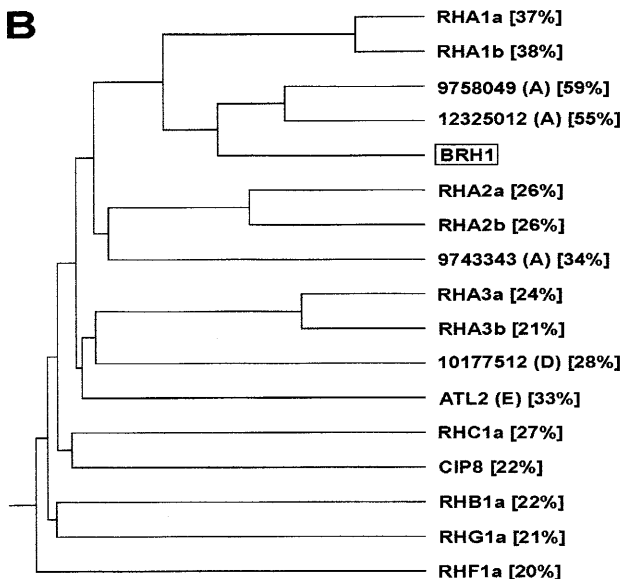 B
RHA1a [37%]
RHA1b [38%]
9758049 (A) [59%]
12325012 (A) [55%]
BRH1
RHA2a [26%]
RHA2b [26%]
9743343 (A) [34%]
RHA3a [24%]
RHA3b [21%]
10177512 (D) [28%]
ATL2 (E) [33%]
RHC1a [27%]
CIP8 [22%]
RHB1a [22%]
RHG1a [21%]
RHF1a [20%]